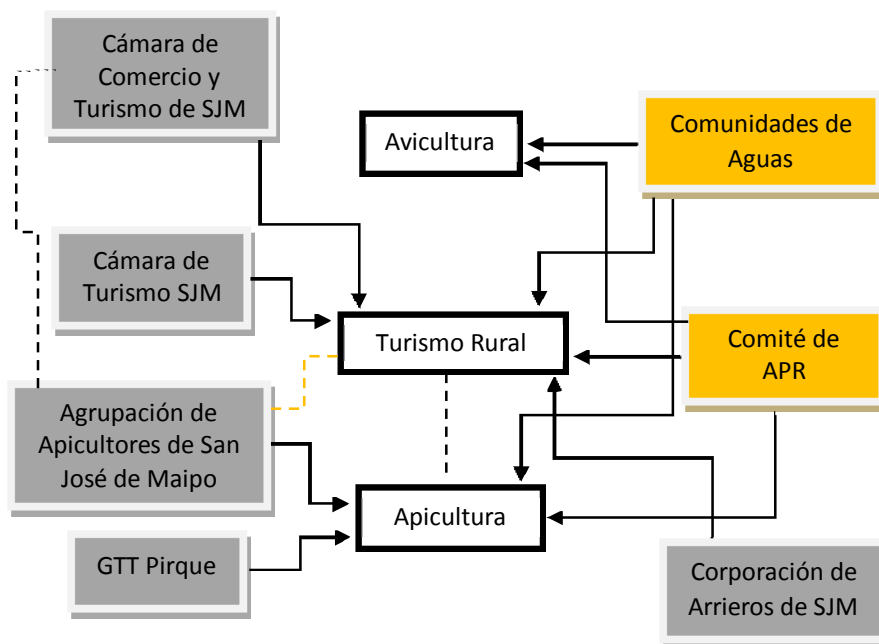 Cámara de
Comercio y
Turismo de SJM
Avicultura
Comunidades de
Aguas
Cámara de
Turismo SJM
Turismo Rural
Comité de
APR
Agrupación de
Apicultores de San
José de Maipo
Apicultura
GTT Pirque
Corporación de
Arrieros de SJM